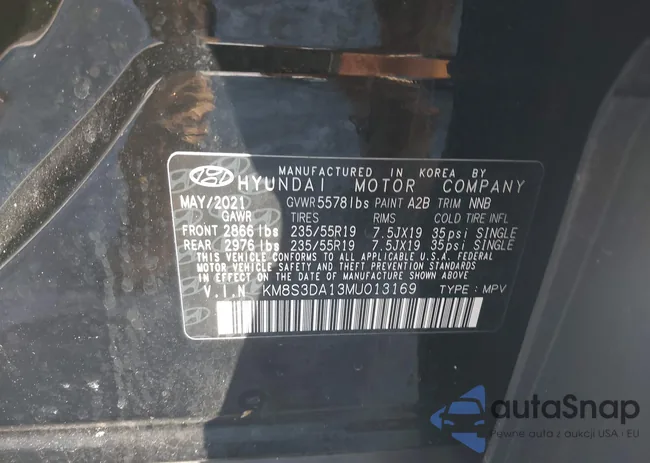 MANUFACTURED IN KOREA BY
HYUNDAI MOTOR COMPANY
MAY/2021 GVWR 5578lbs PAINT A2B TRIM NNB
GAWR TIRES RIMS COLD TIRE INFL
FRONT 2866 lbs 235/55R19 7.5JX19 35psi SINGLE
REAR 2976 lbs 235/55R19 7.5JX19 35psi SINGLE
THIS VEHICLE CONFORMS TO ALL APPLICABLE U.S.A. FEDERAL
MOTOR VEHICLE SAFETY, BUMPER, AND THEFT PREVENTION STANDARDS
IN EFFECT ON THE DATE OF MANUFACTURE SHOWN ABOVE.
V.I.N KM8S3DA13MU013169 TYPE: MPV
autoSnap
Pewne auta z aukcji USA i EU